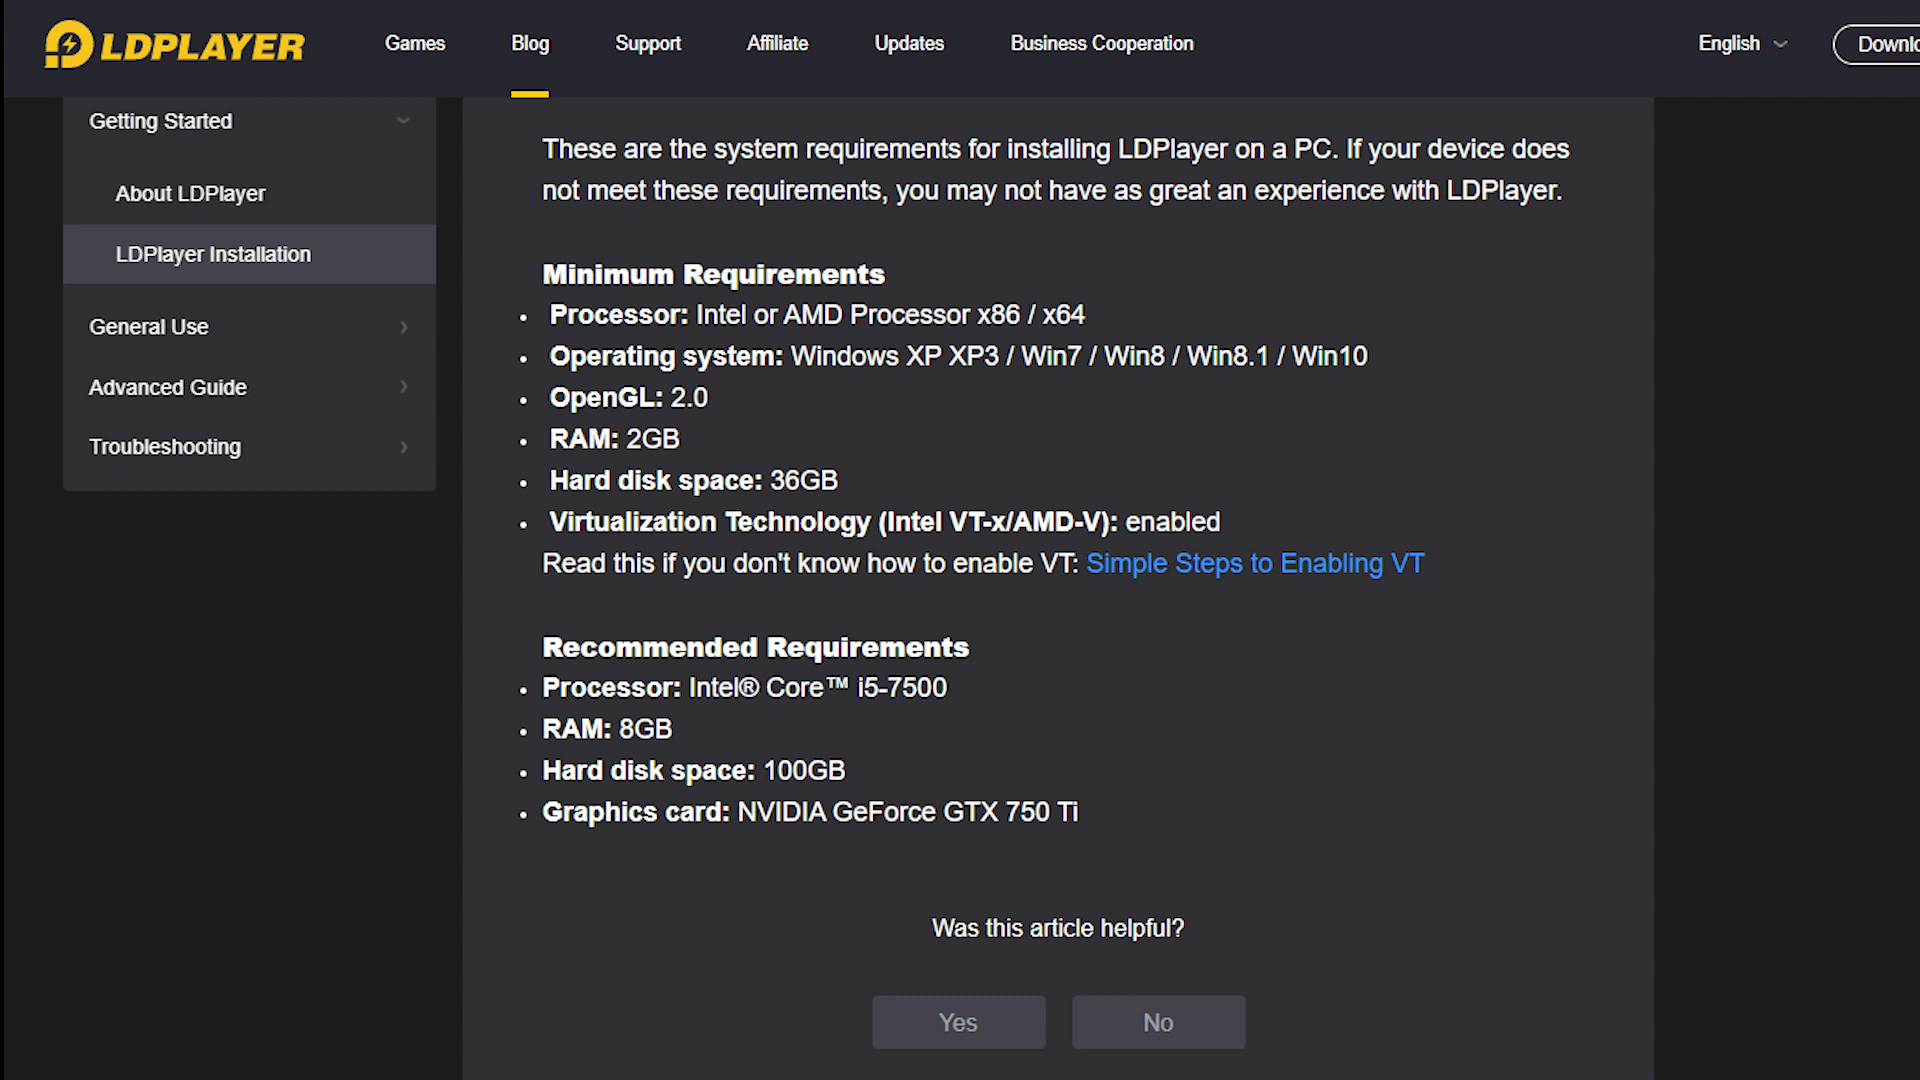 LDPLAYER
Games
Blog
Support
Affiliate
Updates
Business Cooperation
English
Downlo
Getting Started
About LDPlayer
LDPlayer Installation
General Use
Advanced Guide
Troubleshooting
These are the system requirements for installing LDPlayer on a PC. If your device does
not meet these requirements, you may not have as great an experience with LDPlayer.
Minimum Requirements
• Processor: Intel or AMD Processor x86 / x64
• Operating system: Windows XP XP3 / Win7 / Win8 / Win8.1 / Win10
• OpenGL: 2.0
• RAM: 2GB
• Hard disk space: 36GB
• Virtualization Technology (Intel VT-x/AMD-V): enabled
Read this if you don't know how to enable VT: Simple Steps to Enabling VT
Recommended Requirements
• Processor: Intel® Core™ i5-7500
• RAM: 8GB
• Hard disk space: 100GB
• Graphics card: NVIDIA GeForce GTX 750 Ti
Was this article helpful?
Yes
No